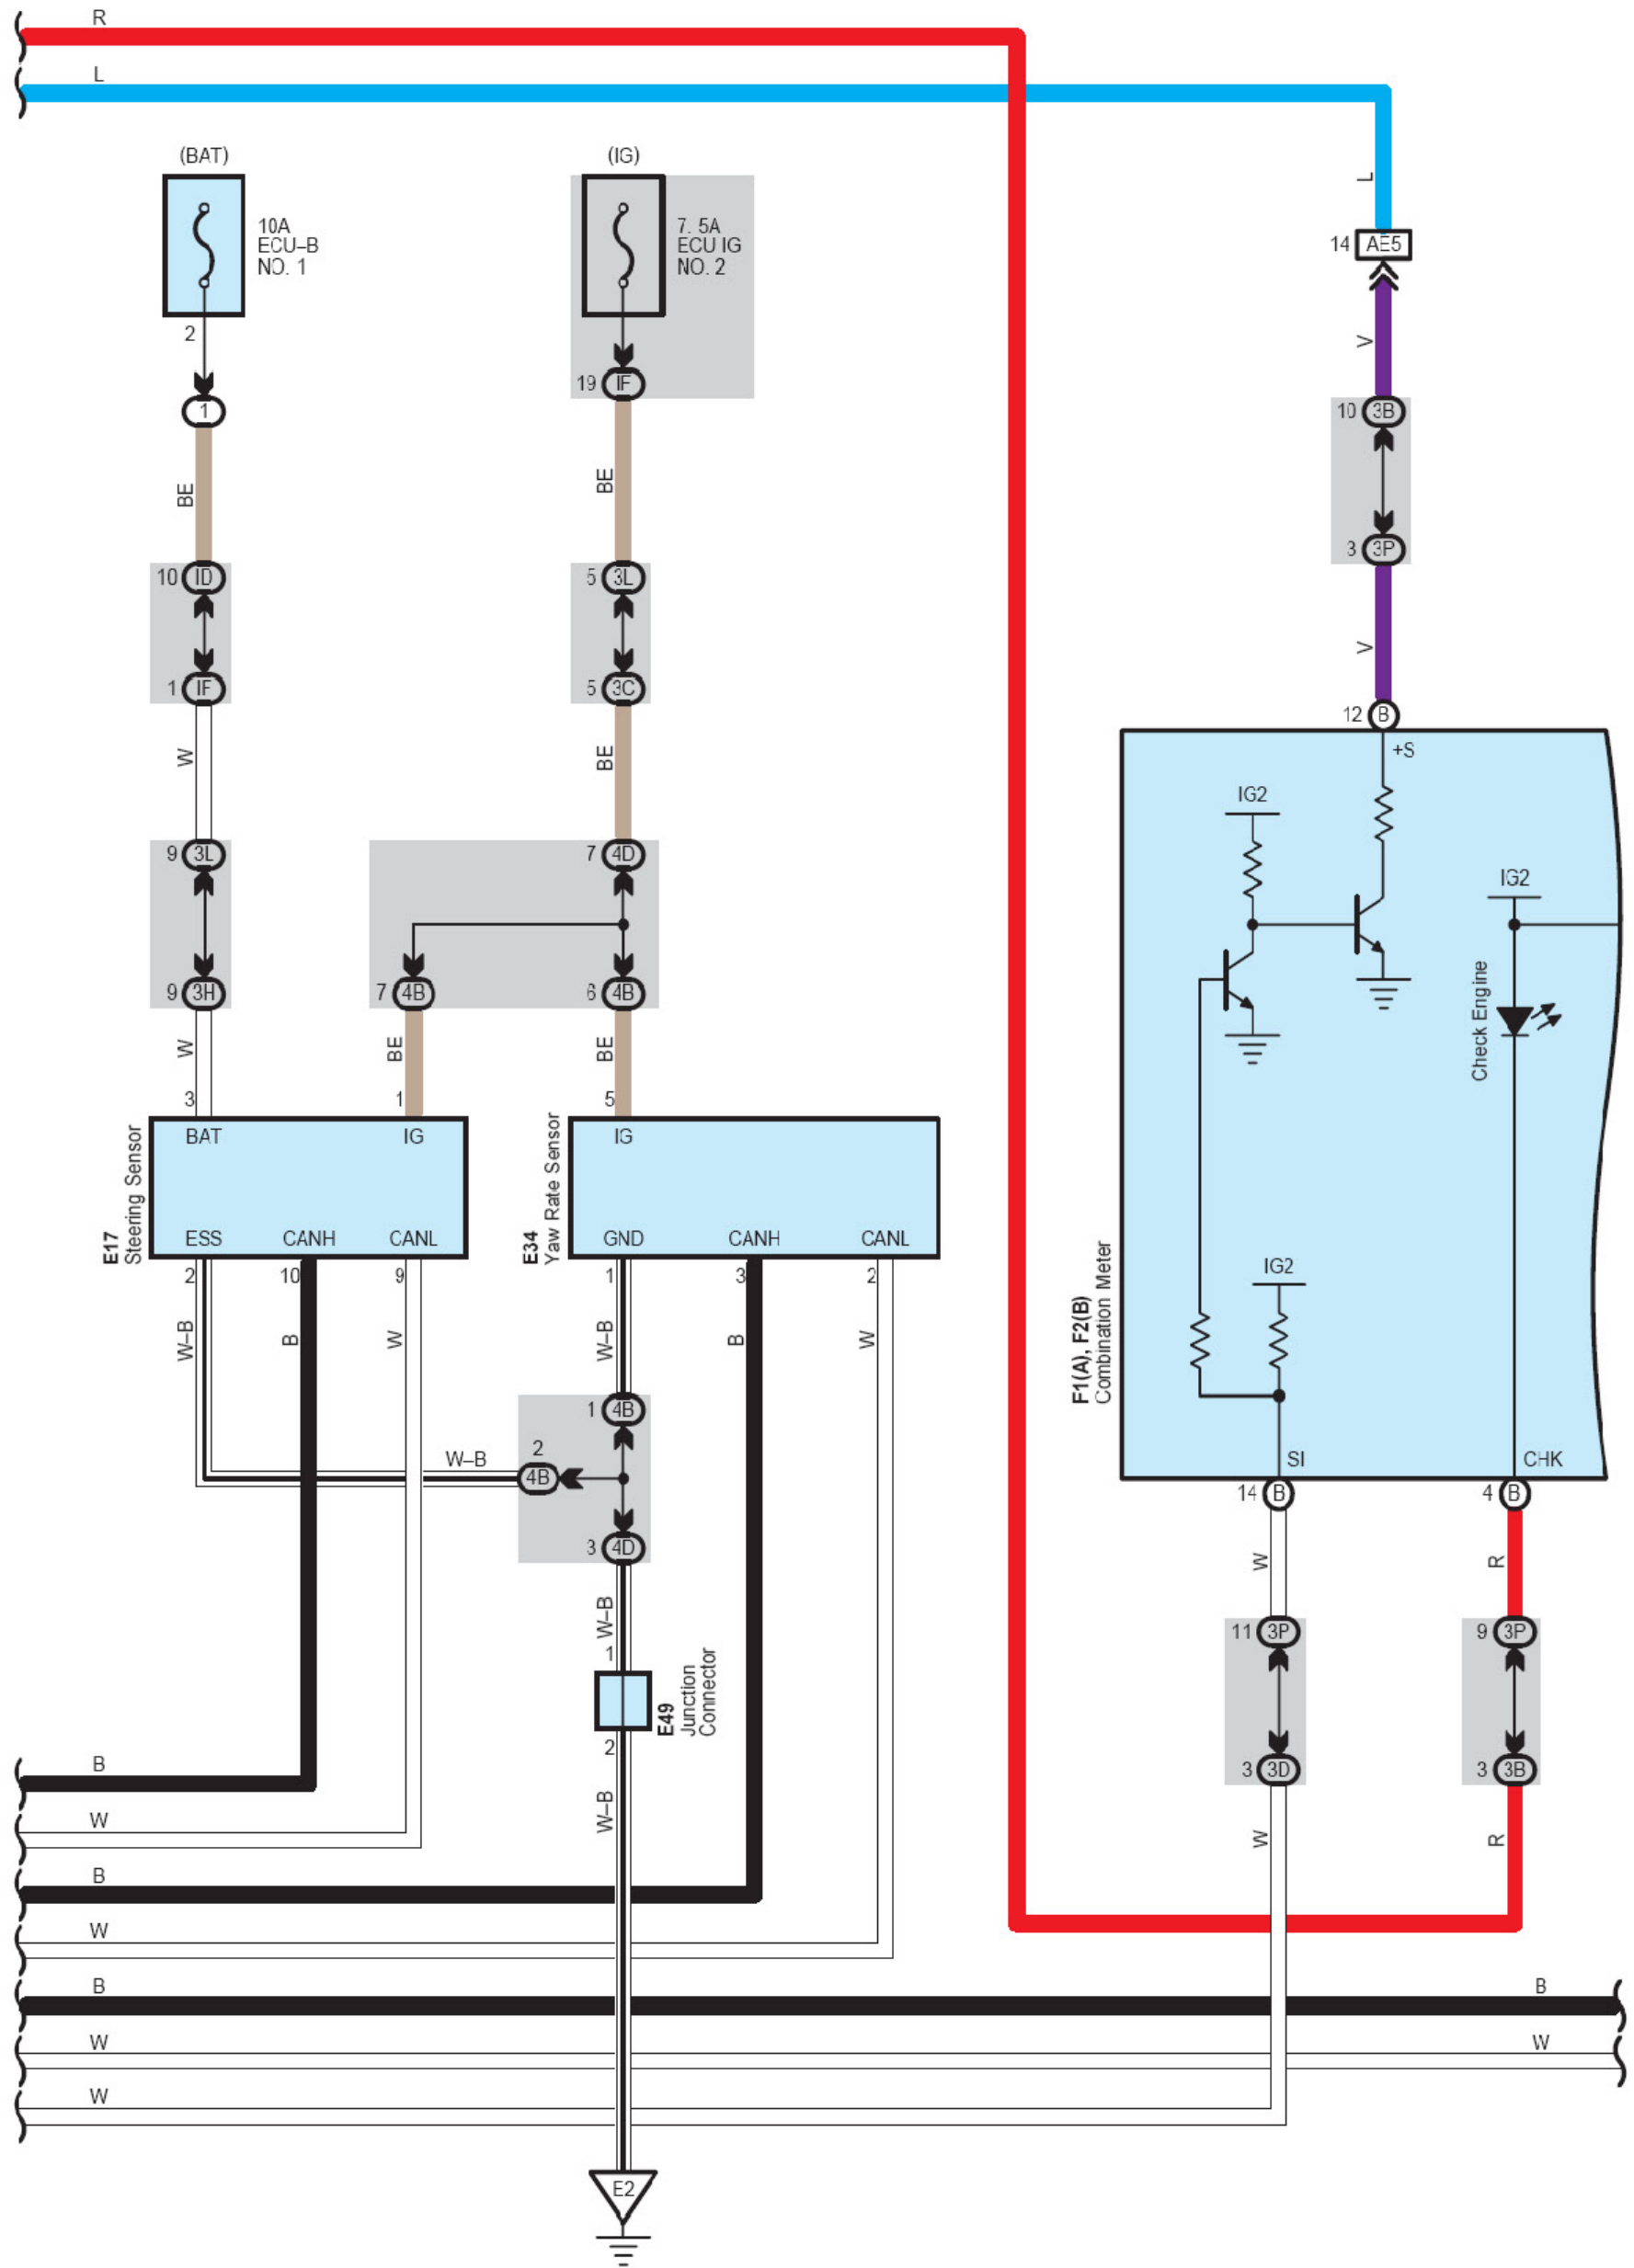 R
L
(BAT)
(IG)
10A
ECU–B
NO. 1
7. 5A
ECU IG
NO. 2
L
14 AE5
2
1
19 IF
V
10 3B
BE
BE
3 3P
10 ID
5 3L
1 IF
5 3C
V
12 B
W
BE
+S
IG2
9 3L
7 4D
IG2
9 3H
7 4B
6 4B
Check Engine
W
BE
BE
3
1
5
BAT
IG
IG
E17
Steering Sensor
E34
Yaw Rate Sensor
ESS
CANH
CANL
GND
CANH
CANL
2
10
9
1
3
2
IG2
F1(A), F2(B)
Combination Meter
W–B
B
W
W–B
B
W
1 4B
W–B
2
4B
SI
CHK
14 B
4 B
3 4D
W
R
W–B
1
11 3P
9 3P
E49
Junction
Connector
2
B
3 3D
3 3B
W–B
W
W
R
B
W
B
B
W
W
W
E2